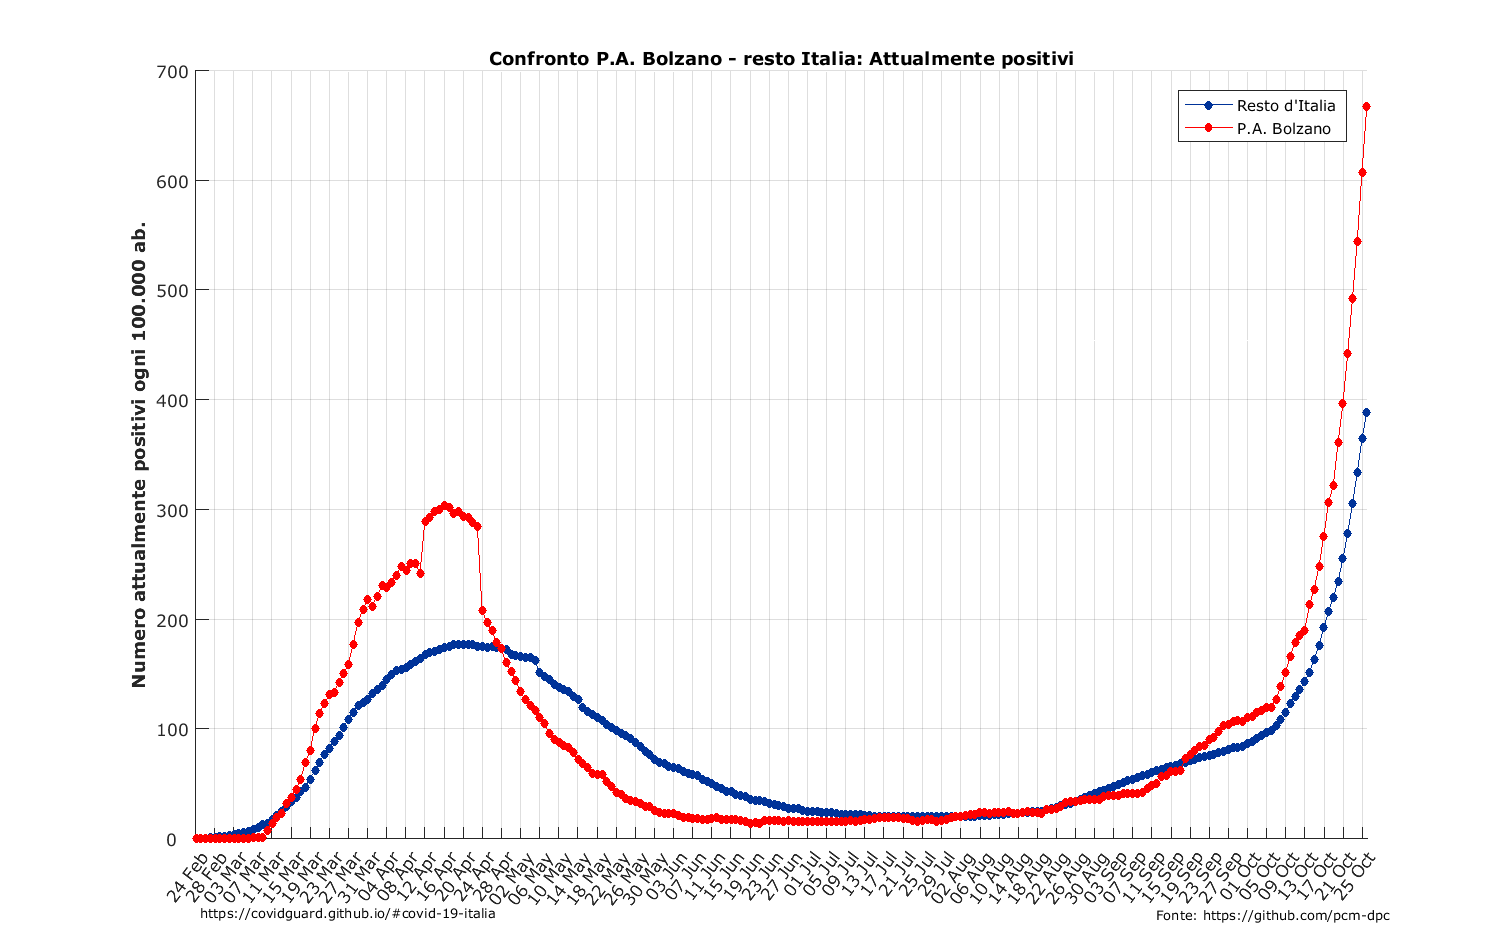 Confronto P.A. Bolzano - resto Italia: Attualmente positivi
Resto d'Italia
P.A. Bolzano
Numero attualmente positivi ogni 100.000 ab.
700
600
500
400
300
200
100
0
24 Feb
28 Feb
03 Mar
07 Mar
11 Mar
15 Mar
19 Mar
23 Mar
27 Mar
31 Mar
04 Apr
08 Apr
12 Apr
16 Apr
20 Apr
24 Apr
28 Apr
02 May
06 May
10 May
14 May
18 May
22 May
26 May
30 May
03 Jun
07 Jun
11 Jun
15 Jun
19 Jun
23 Jun
27 Jun
01 Jul
05 Jul
09 Jul
13 Jul
17 Jul
21 Jul
25 Jul
29 Jul
02 Aug
06 Aug
10 Aug
14 Aug
18 Aug
22 Aug
26 Aug
30 Aug
03 Sep
07 Sep
11 Sep
15 Sep
19 Sep
23 Sep
27 Sep
01 Oct
05 Oct
09 Oct
13 Oct
17 Oct
21 Oct
25 Oct
https://covidguard.github.io/#covid-19-italia
Fonte: https://github.com/pcm-dpc